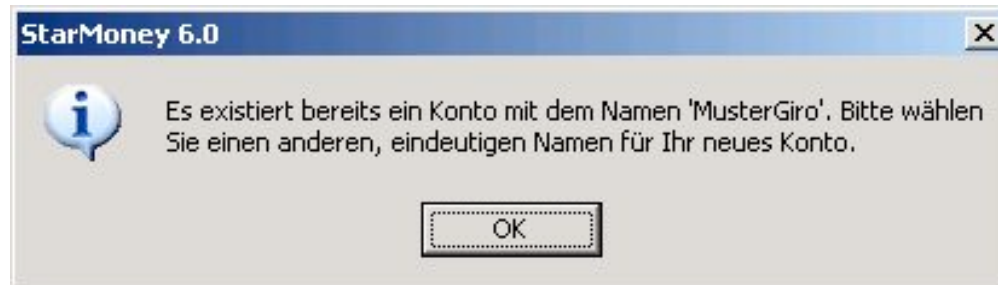 StarMoney 6.0
Es existiert bereits ein Konto mit dem Namen 'MusterGiro'. Bitte wählen
Sie einen anderen, eindeutigen Namen für Ihr neues Konto.
OK